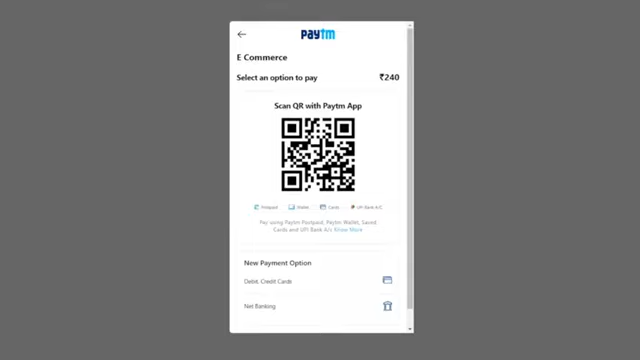 paytm
E Commerce
Select an option to pay ₹240
Scan QR with Paytm App
Postpaid Wallet Cards UPI Bank A/C
Pay using Paytm Postpaid, Paytm Wallet, Saved
Cards and UPI Bank A/c Know More
New Payment Option
Debit, Credit Cards
Net Banking